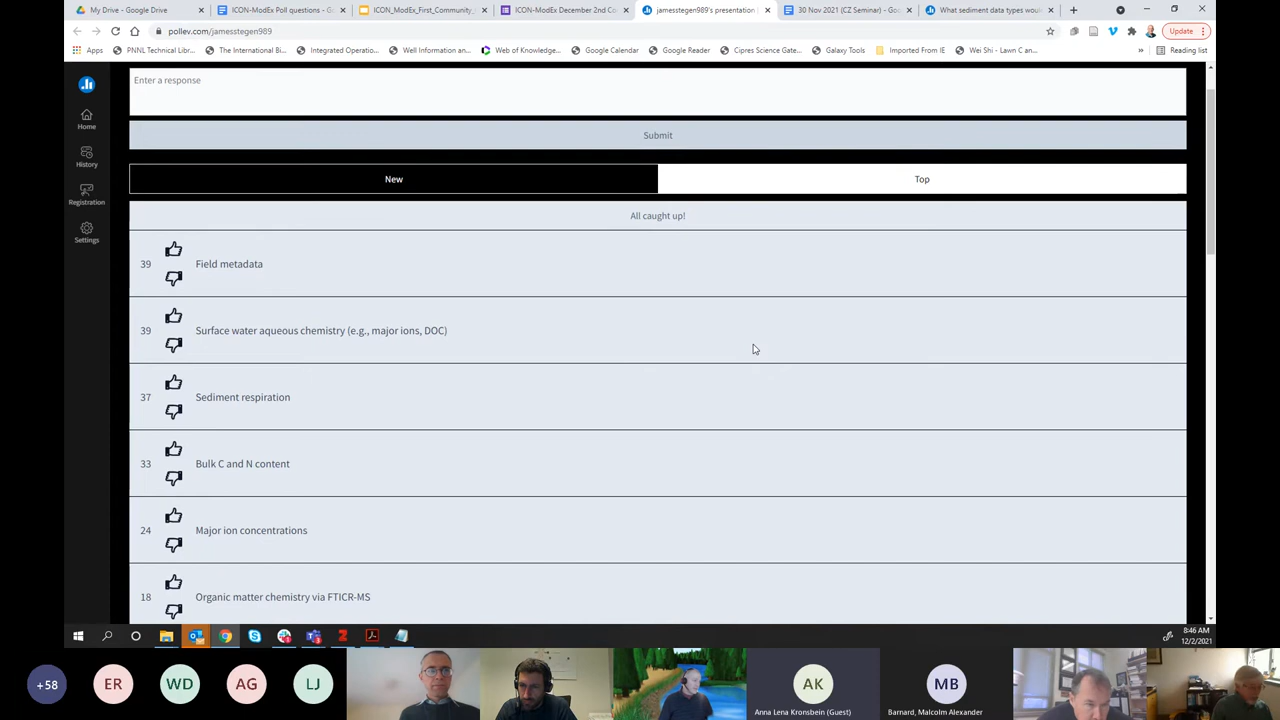 My Drive - Google Drive
ICON-ModEx Poll questions - Go
ICON_ModEx_First_Community_
ICON-ModEx December 2nd Co
jamesstegen989's presentation
30 Nov 2021 (CZ Seminar) - Goo
What sediment data types woul
pollev.com/jamesstegen989
Update
Apps
PNNL Technical Libr...
The International Bi...
Integrated Operatio...
Well Information an...
Web of Knowledge...
Google Calendar
Google Reader
Cipres Science Gate...
Galaxy Tools
Imported From IE
Wei Shi - Lawn C an...
»
Reading list
Enter a response
Submit
Home
History
Registration
Settings
New
Top
All caught up!
39
Field metadata
39
Surface water aqueous chemistry (e.g., major ions, DOC)
37
Sediment respiration
33
Bulk C and N content
24
Major ion concentrations
18
Organic matter chemistry via FTICR-MS
8:46 AM
12/2/2021
+58
ER
WD
AG
LJ
AK
Anna Lena Kronsbein (Guest)
MB
Barnard, Malcolm Alexander